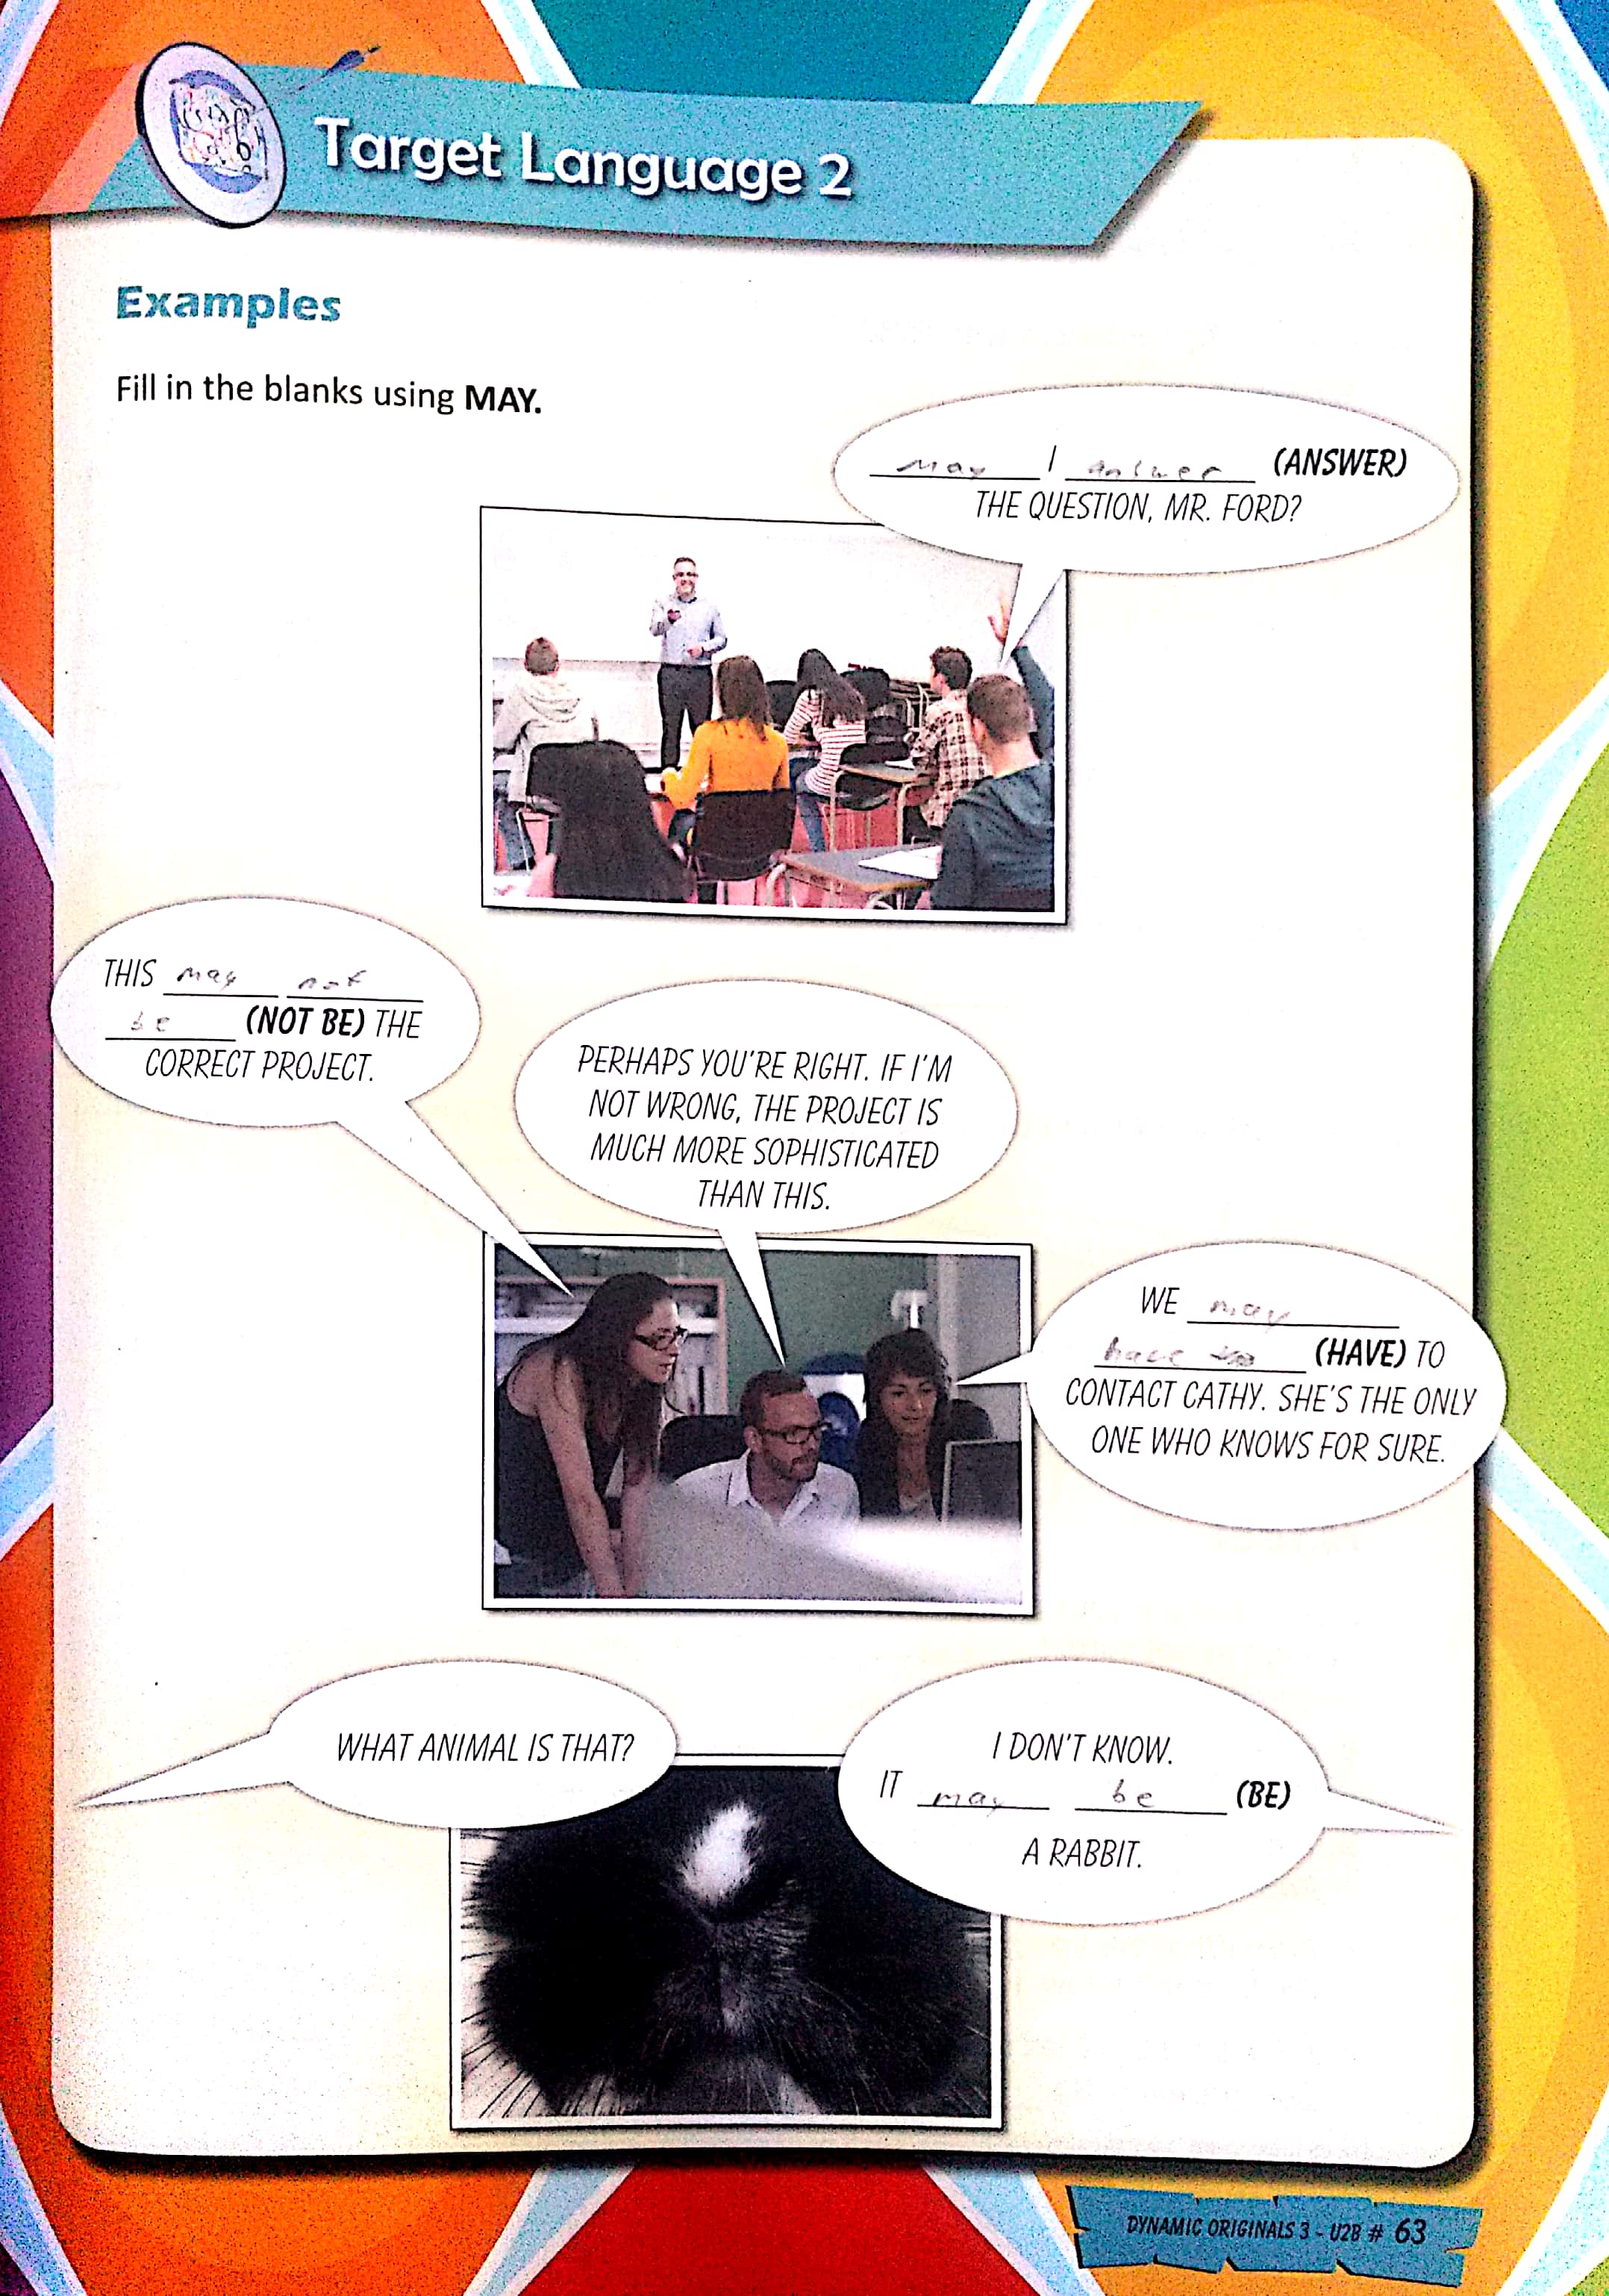 Target Language 2
Examples
Fill in the blanks using MAY.
may I answer (ANSWER)
THE QUESTION, MR. FORD?
THIS may not
be (NOT BE) THE
CORRECT PROJECT.
PERHAPS YOU'RE RIGHT. IF I'M
NOT WRONG, THE PROJECT IS
MUCH MORE SOPHISTICATED
THAN THIS.
WE may
have (HAVE) TO
CONTACT CATHY. SHE'S THE ONLY
ONE WHO KNOWS FOR SURE.
WHAT ANIMAL IS THAT?
I DON'T KNOW.
IT may be (BE)
A RABBIT.
DYNAMIC ORIGINALS 3 - U2B # 63